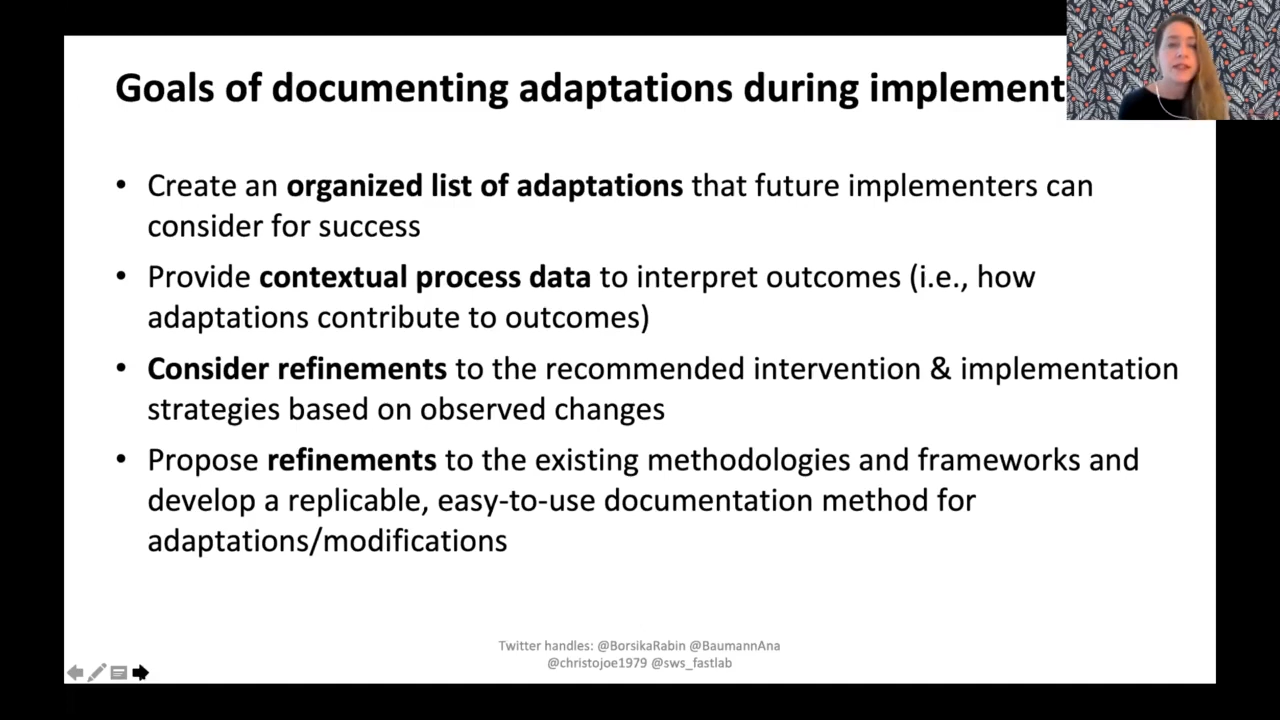 Goals of documenting adaptations during implement
• Create an organized list of adaptations that future implementers can
consider for success
• Provide contextual process data to interpret outcomes (i.e., how
adaptations contribute to outcomes)
• Consider refinements to the recommended intervention & implementation
strategies based on observed changes
• Propose refinements to the existing methodologies and frameworks and
develop a replicable, easy-to-use documentation method for
adaptations/modifications
Twitter handles: @BorsikaRabin @BaumannAna
@christojoe1979 @sws_fastlab